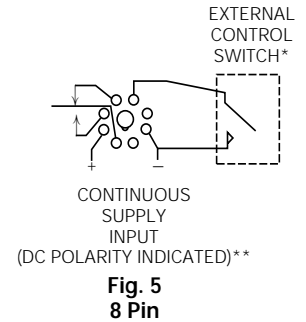 EXTERNAL
CONTROL
SWITCH*
+ −
CONTINUOUS
SUPPLY
INPUT
(DC POLARITY INDICATED)**
Fig. 5
8 Pin